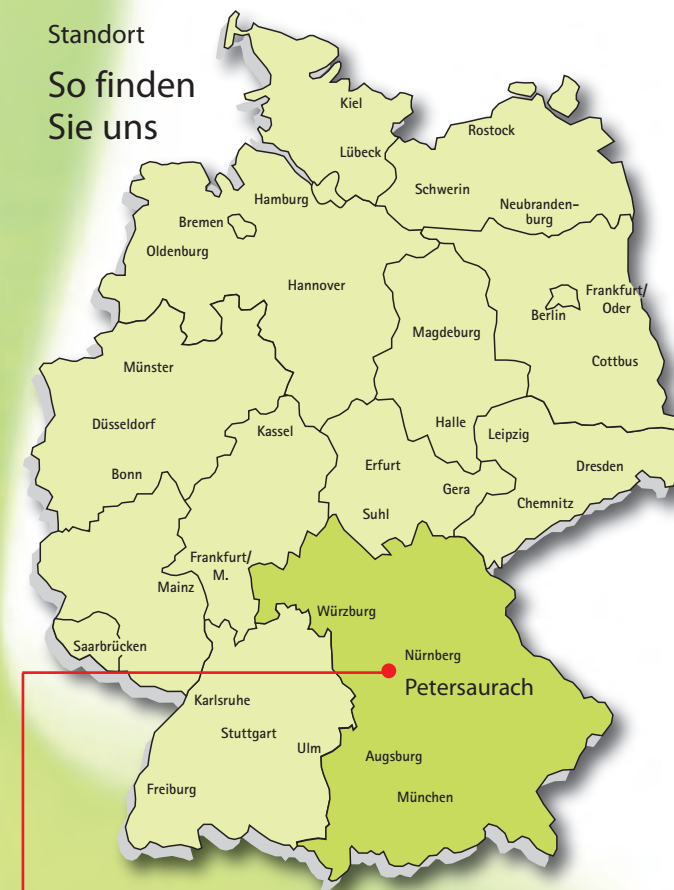 Standort
So finden
Sie uns
Kiel
Rostock
Lübeck
Schwerin
Hamburg
Neubranden-
burg
Bremen
Oldenburg
Hannover
Frankfurt/
Oder
Berlin
Magdeburg
Cottbus
Münster
Düsseldorf
Kassel
Halle
Leipzig
Bonn
Erfurt
Dresden
Gera
Chemnitz
Suhl
Frankfurt/
M.
Mainz
Würzburg
Saarbrücken
Nürnberg
Petersaurach
Karlsruhe
Stuttgart
Ulm
Augsburg
Freiburg
München